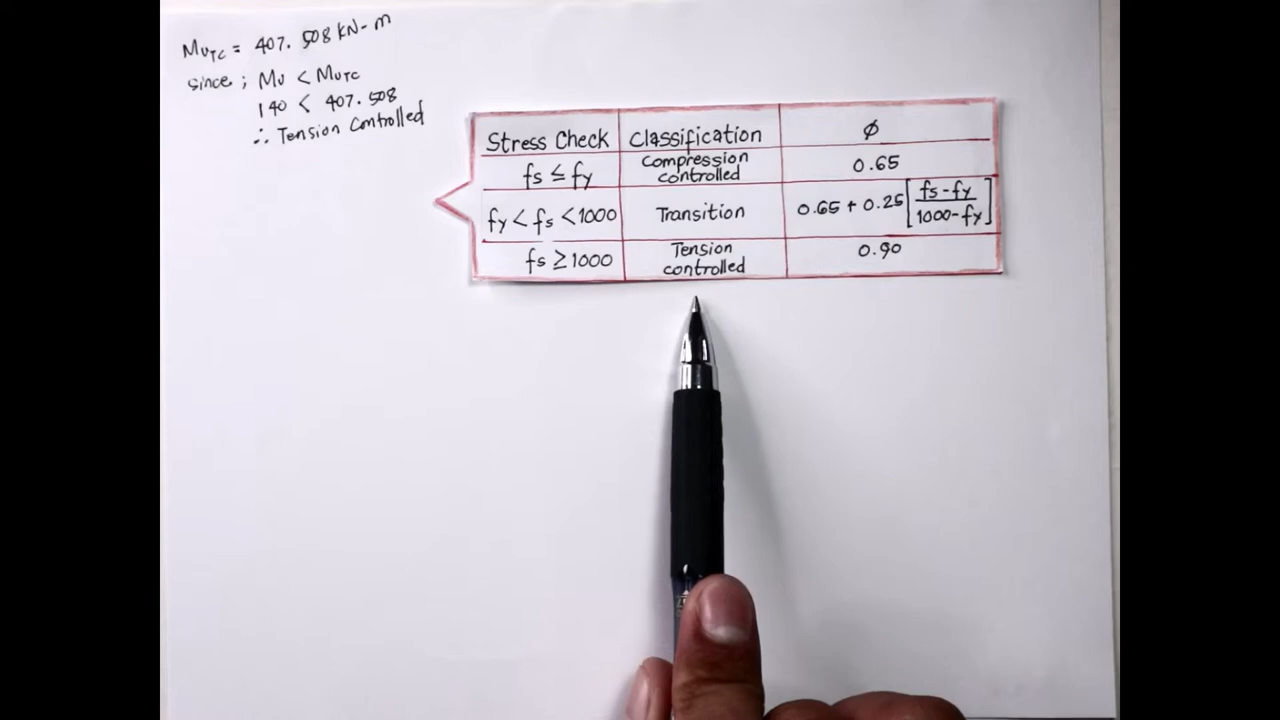 Mu_TC = 407.508 kN-m
since; Mu < Mu_TC
140 < 407.508
∴ Tension Controlled
Stress Check Classification φ
fs ≤ fy Compression controlled 0.65
fy < fs < 1000 Transition 0.65 + 0.25 [(fs - fy)/(1000 - fy)]
fs ≥ 1000 Tension controlled 0.90